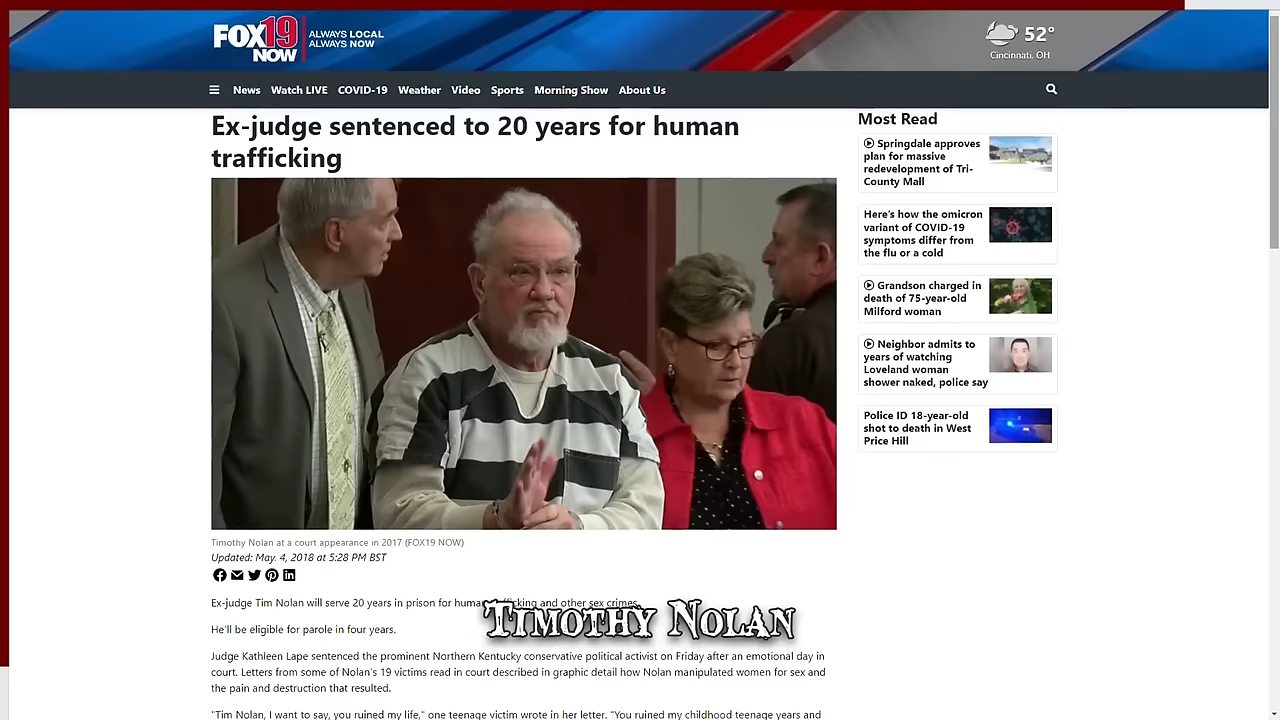 FOX19
NOW
ALWAYS LOCAL
ALWAYS NOW
52°
Cincinnati, OH
News Watch LIVE COVID-19 Weather Video Sports Morning Show About Us
Ex-judge sentenced to 20 years for human
trafficking
Timothy Nolan at a court appearance in 2017 (FOX19 NOW)
Updated: May. 4, 2018 at 5:28 PM BST
Ex-judge Tim Nolan will serve 20 years in prison for human trafficking and other sex crimes.
He'll be eligible for parole in four years.
Timothy Nolan
Judge Kathleen Lape sentenced the prominent Northern Kentucky conservative political activist on Friday after an emotional day in
court. Letters from some of Nolan's 19 victims read in court described in graphic detail how Nolan manipulated women for sex and
the pain and destruction that resulted.
"Tim Nolan, I want to say, you ruined my life," one teenage victim wrote in her letter. "You ruined my childhood teenage years and
Most Read
Springdale approves
plan for massive
redevelopment of Tri-
County Mall
Here's how the omicron
variant of COVID-19
symptoms differ from
the flu or a cold
Grandson charged in
death of 75-year-old
Milford woman
Neighbor admits to
years of watching
Loveland woman
shower naked, police say
Police ID 18-year-old
shot to death in West
Price Hill